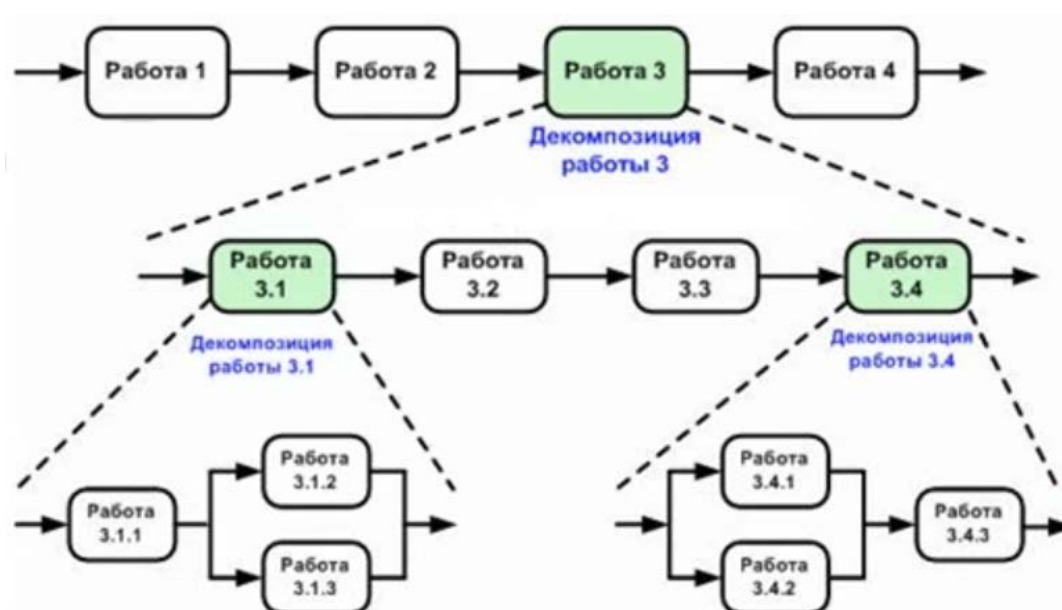 Работа 1
Работа 2
Работа 3
Работа 4
Декомпозиция
работы 3
Работа
3.1
Работа
3.2
Работа
3.3
Работа
3.4
Декомпозиция
работы 3.1
Декомпозиция
работы 3.4
Работа
3.1.1
Работа
3.1.2
Работа
3.1.3
Работа
3.4.1
Работа
3.4.2
Работа
3.4.3